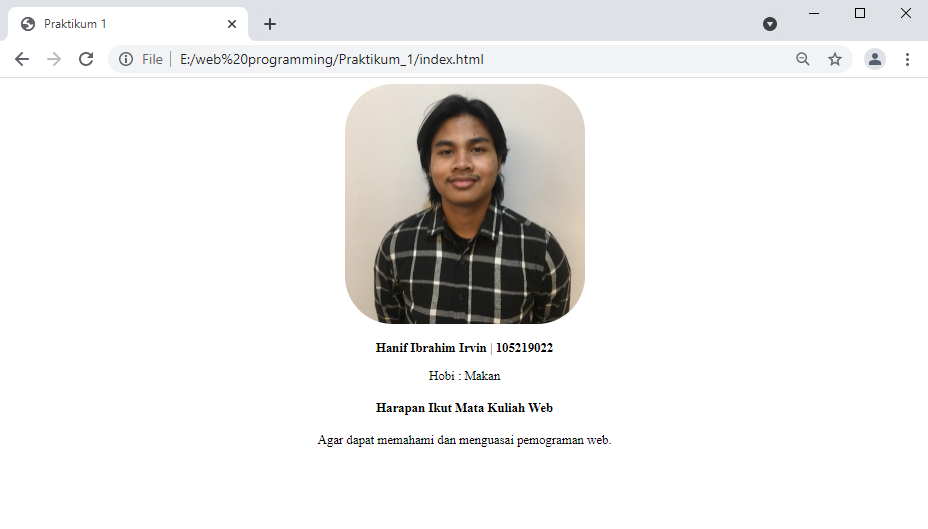 Praktikum 1
File | E:/web%20programming/Praktikum_1/index.html
Hanif Ibrahim Irvin | 105219022
Hobi : Makan
Harapan Ikut Mata Kuliah Web
Agar dapat memahami dan menguasai pemograman web.